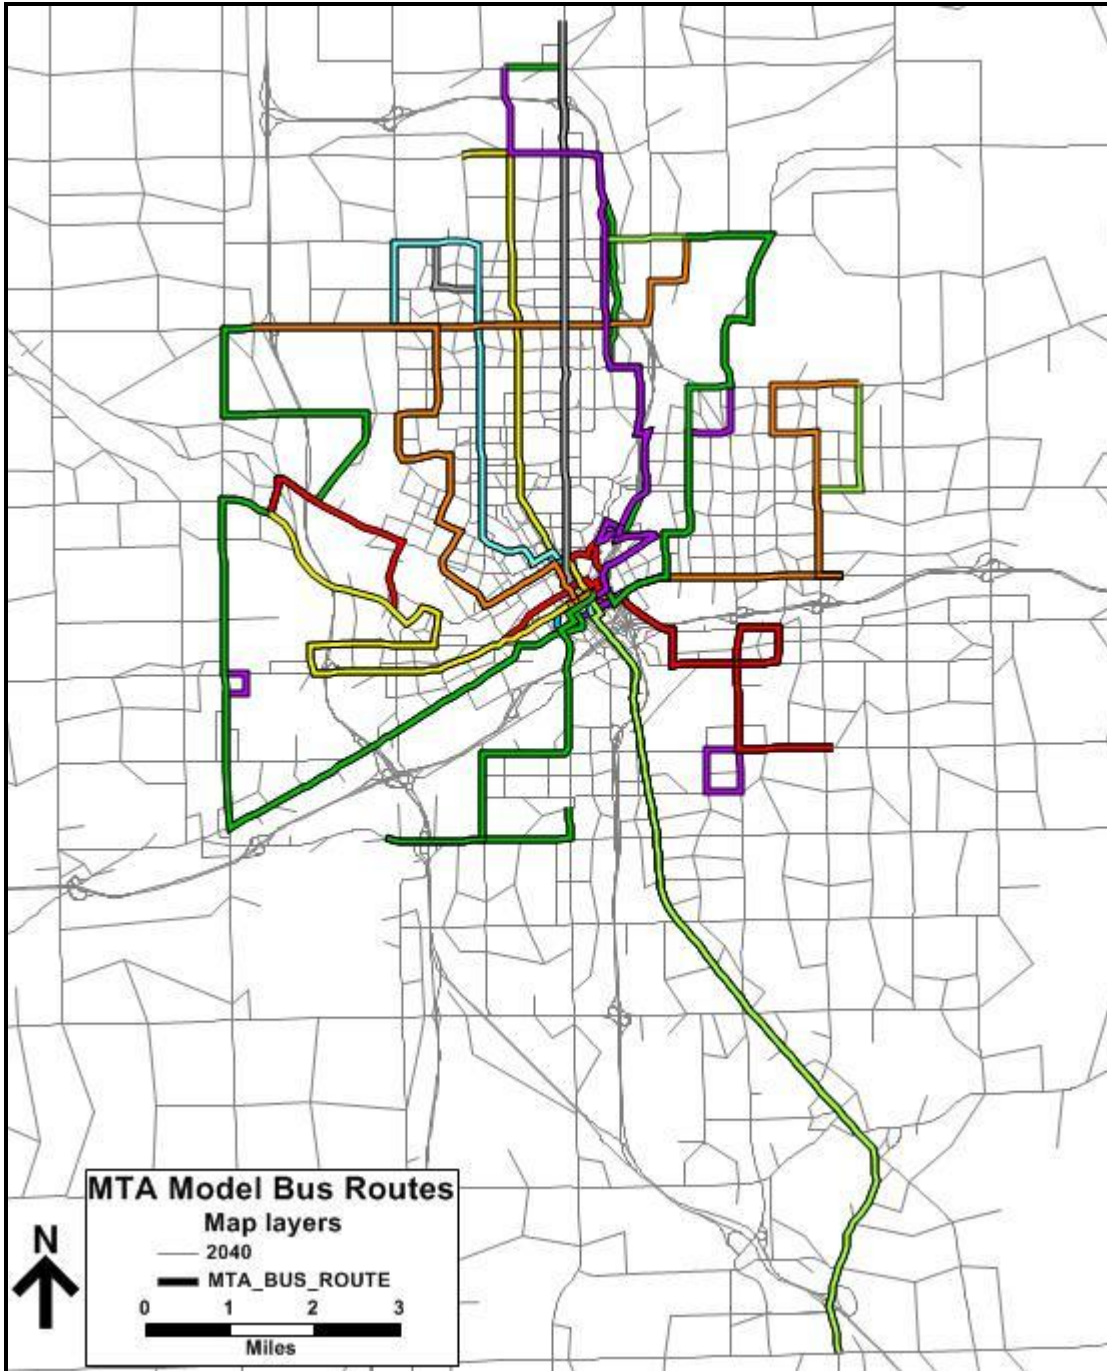 MTA Model Bus Routes
Map layers
2040
MTA_BUS_ROUTE
0 1 2 3
Miles
N